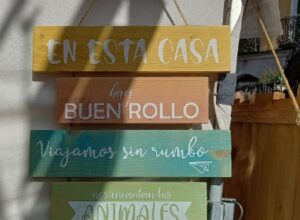 EN ESTA CASA
hay
BUEN ROLLO
Viajamos sin rumbo
nos encantan los
ANIMALES